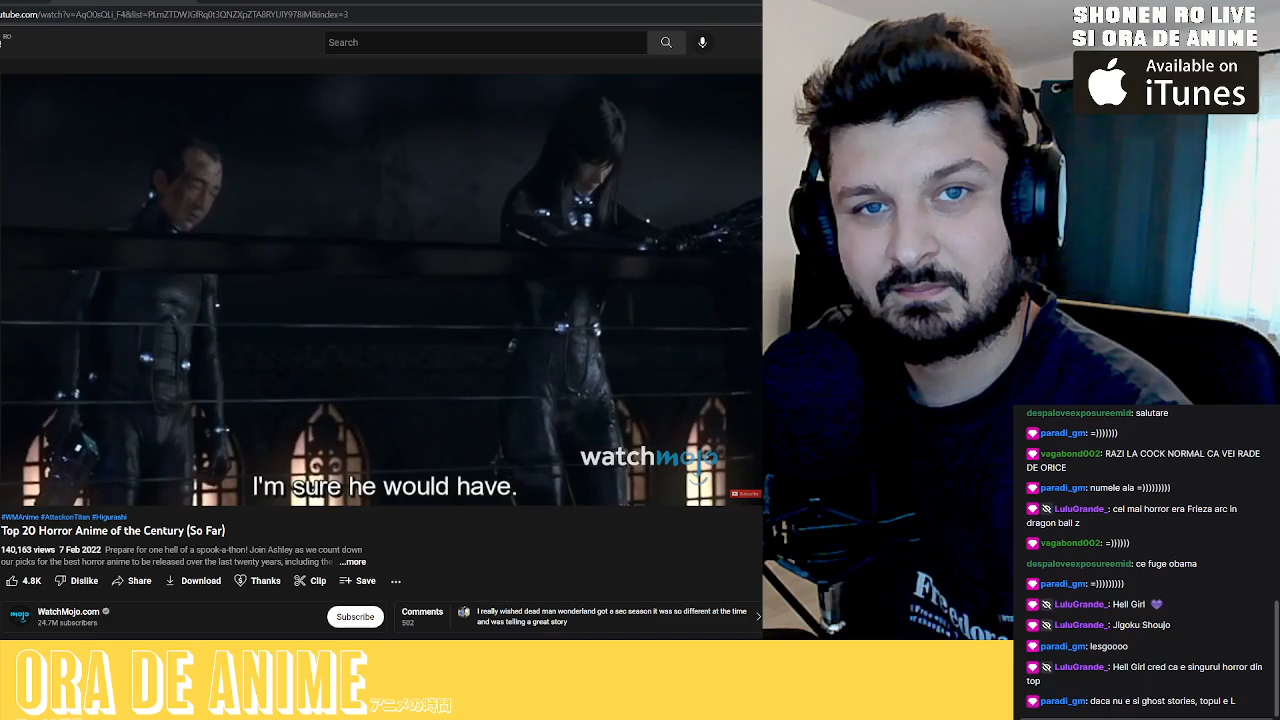 utube.com/watch?v=AqO0sQLi_F4&list=PLmZTDWJGfRq0t3QNZXpZTA8RYUlY978iM&index=3
RO
Search
watchmojo
I'm sure he would have.
Subscribe
#WMAnime #AttackonTitan #Higurashi
Top 20 Horror Anime of the Century (So Far)
140,163 views 7 Feb 2022 Prepare for one hell of a spook-a-thon! Join Ashley as we count down
our picks for the best horror anime to be released over the last twenty years, including the ...more
4.8K Dislike Share Download Thanks Clip Save
mojo
WatchMojo.com
24.7M subscribers
Subscribe
Comments
502
I really wished dead man wonderland got a sec season it was so different at the time
and was telling a great story
ORA DE ANIME
アニメの時間
SHONEN RO LIVE
SI ORA DE ANIME
Available on
iTunes
despaloveexposureemid: salutare
paradi_gm: =)))))))
vagabond002: RAZI LA COCK NORMAL CA VEI RADE
DE ORICE
paradi_gm: numele ala =)))))))))
LuluGrande_: cel mai horror era Frieza arc in
dragon ball z
vagabond002: =))))))
despaloveexposureemid: ce fuge obama
paradi_gm: =)))))))))
LuluGrande_: Hell Girl
LuluGrande_: JIgoku Shoujo
paradi_gm: lesgoooo
LuluGrande_: Hell Girl cred ca e singurul horror din
top
paradi_gm: daca nu e si ghost stories, topul e L